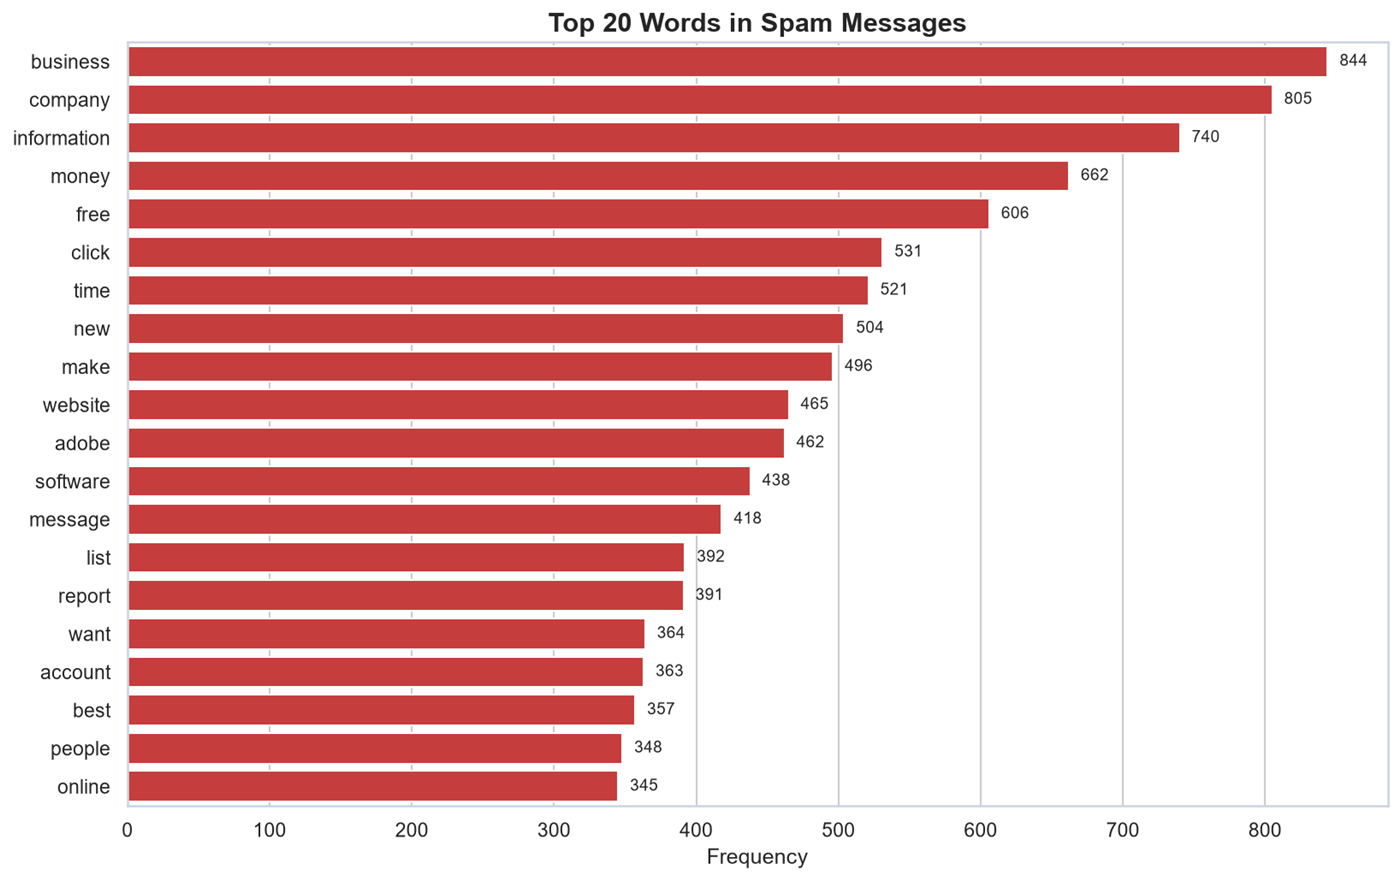 Top 20 Words in Spam Messages
business 844
company 805
information 740
money 662
free 606
click 531
time 521
new 504
make 496
website 465
adobe 462
software 438
message 418
list 392
report 391
want 364
account 363
best 357
people 348
online 345
0 100 200 300 400 500 600 700 800
Frequency